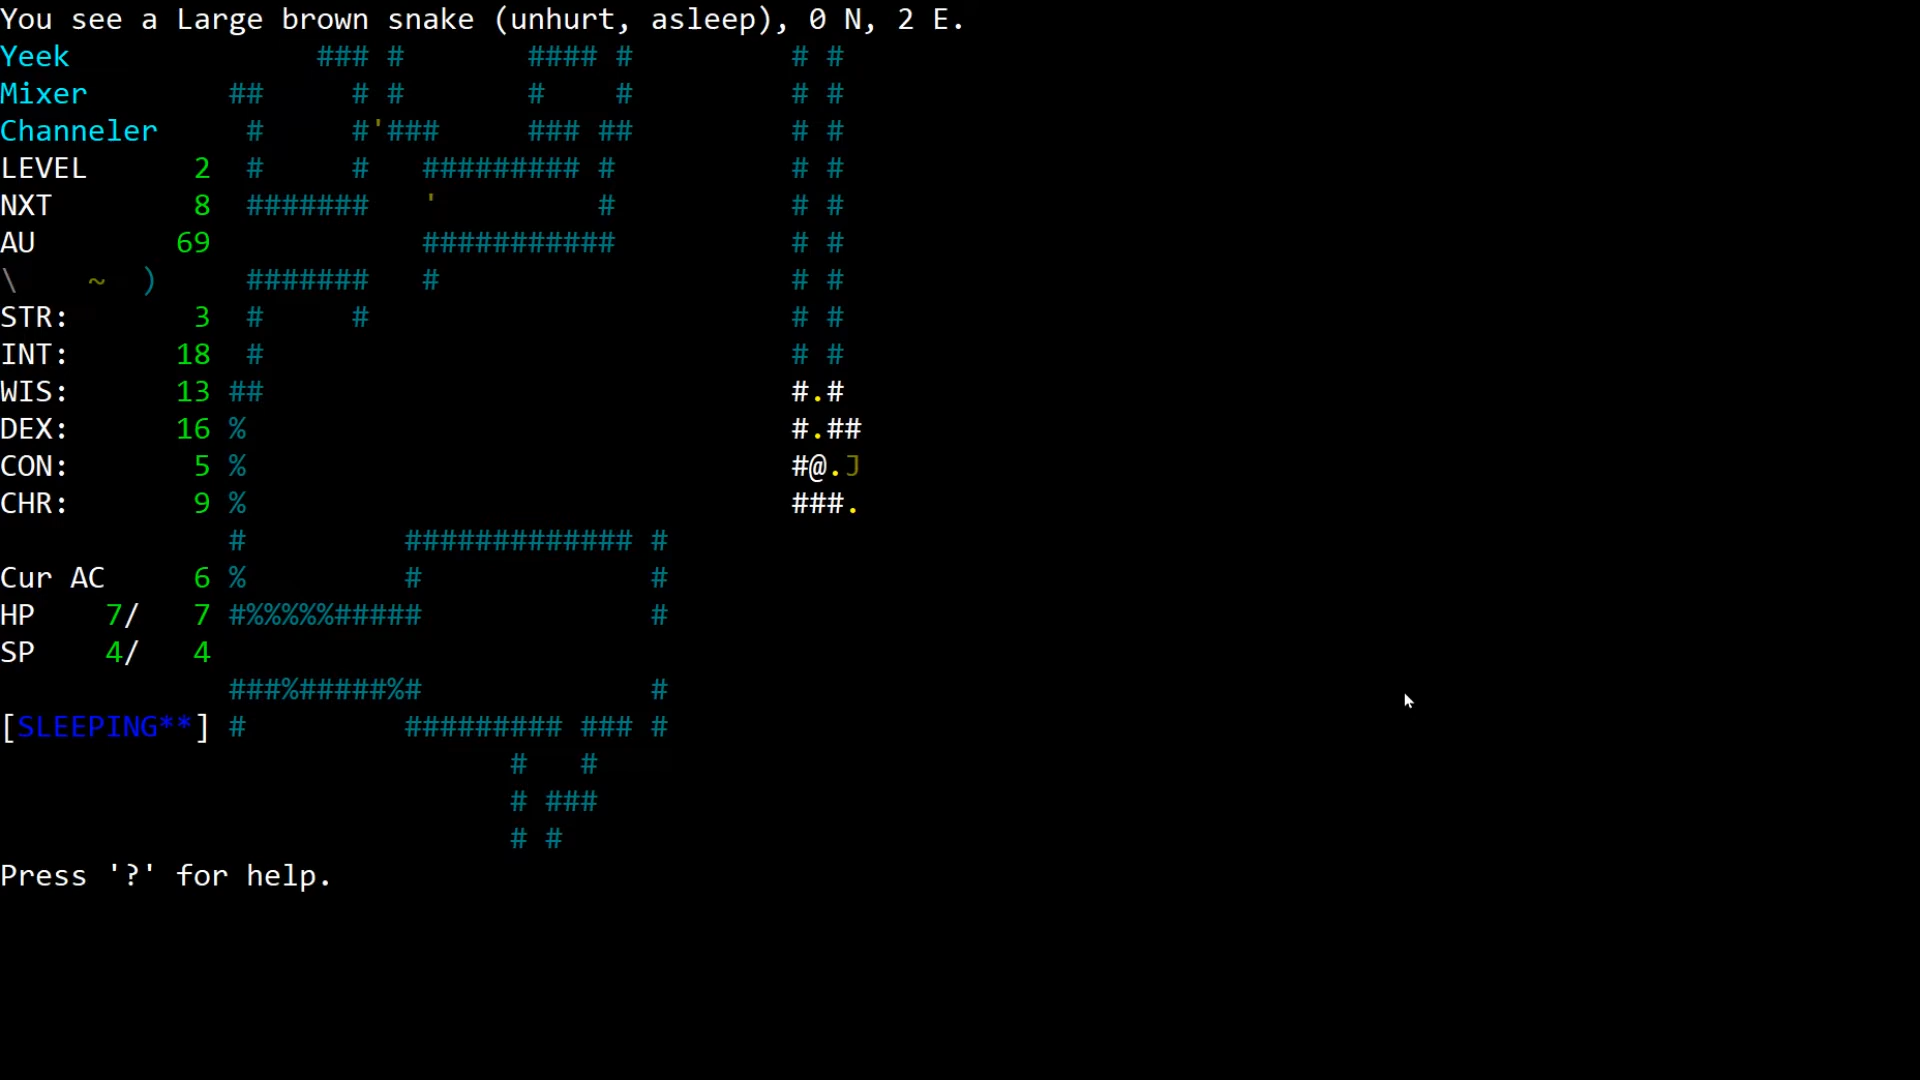 You see a Large brown snake (unhurt, asleep), 0 N, 2 E.
Yeek ### # #### # # #
Mixer ## # # # # # #
Channeler # #'### ### ## # #
LEVEL 2 # # ######### # # #
NXT 8 ####### ' # # #
AU 69 ########### # #
\ ~ ) ####### # # #
STR: 3 # # # #
INT: 18 # # #
WIS: 13 ## #.#
DEX: 16 % #.##
CON: 5 % #@.J
CHR: 9 % ###.
# ############# #
Cur AC 6 % # #
HP 7/ 7 #%%%%%##### #
SP 4/ 4
###%#####%# #
[SLEEPING**] # ######### ### #
# #
# ###
# #
Press '?' for help.